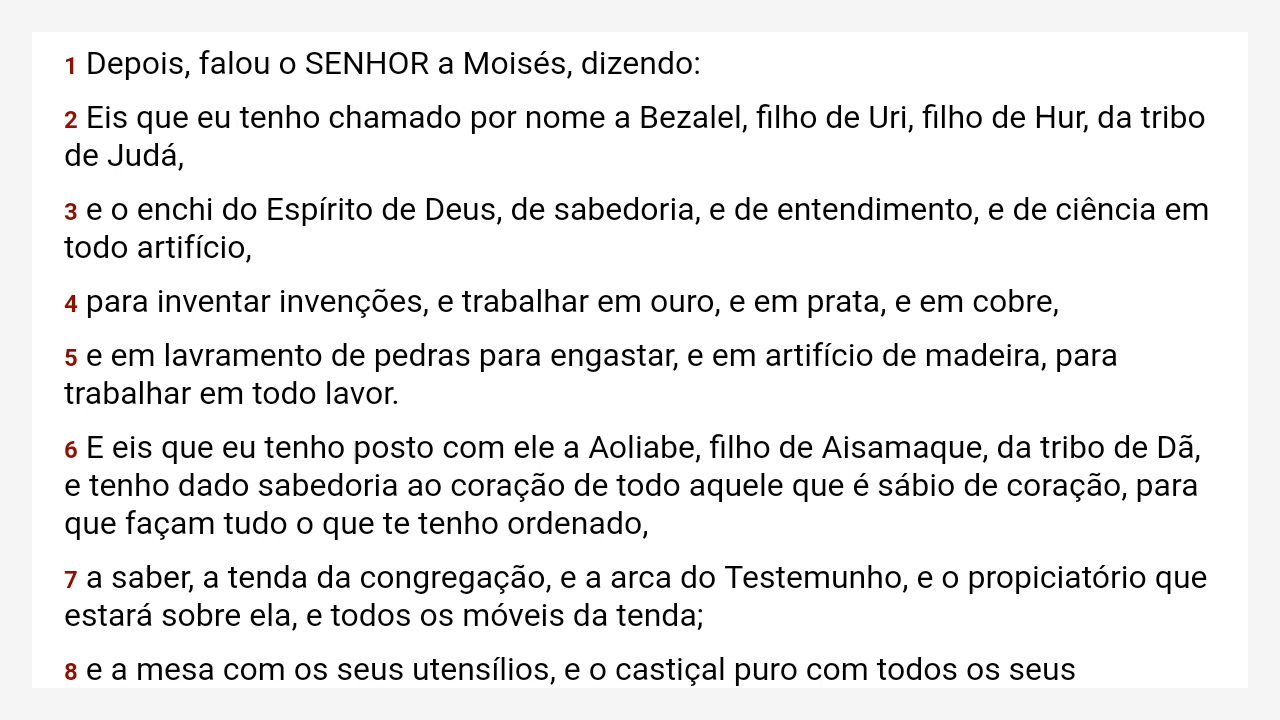 1 Depois, falou o SENHOR a Moisés, dizendo:
2 Eis que eu tenho chamado por nome a Bezalel, filho de Uri, filho de Hur, da tribo
de Judá,
3 e o enchi do Espírito de Deus, de sabedoria, e de entendimento, e de ciência em
todo artifício,
4 para inventar invenções, e trabalhar em ouro, e em prata, e em cobre,
5 e em lavramento de pedras para engastar, e em artifício de madeira, para
trabalhar em todo lavor.
6 E eis que eu tenho posto com ele a Aoliabe, filho de Aisamaque, da tribo de Dã,
e tenho dado sabedoria ao coração de todo aquele que é sábio de coração, para
que façam tudo o que te tenho ordenado,
7 a saber, a tenda da congregação, e a arca do Testemunho, e o propiciatório que
estará sobre ela, e todos os móveis da tenda;
8 e a mesa com os seus utensílios, e o castiçal puro com todos os seus